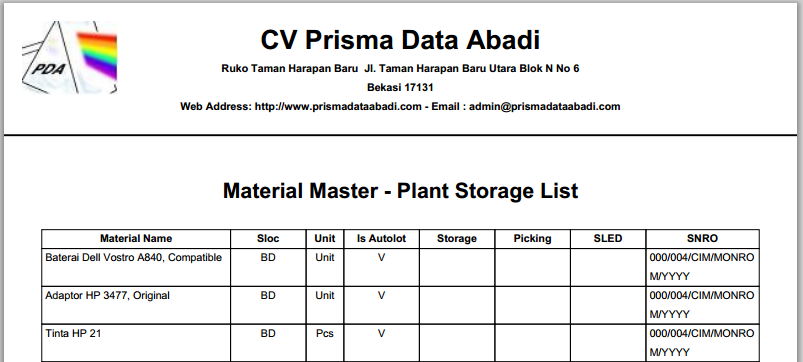 PDA
CV Prisma Data Abadi
Ruko Taman Harapan Baru Jl. Taman Harapan Baru Utara Blok N No 6
Bekasi 17131
Web Address: http://www.prismadataabadi.com - Email : admin@prismadataabadi.com
Material Master - Plant Storage List
Material Name Sloc Unit Is Autolot Storage Picking SLED SNRO
Baterai Dell Vostro A840, Compatible BD Unit V 000/004/CIM/MONRO
M/YYYY
Adaptor HP 3477, Original BD Unit V 000/004/CIM/MONRO
M/YYYY
Tinta HP 21 BD Pcs V 000/004/CIM/MONRO
M/YYYY